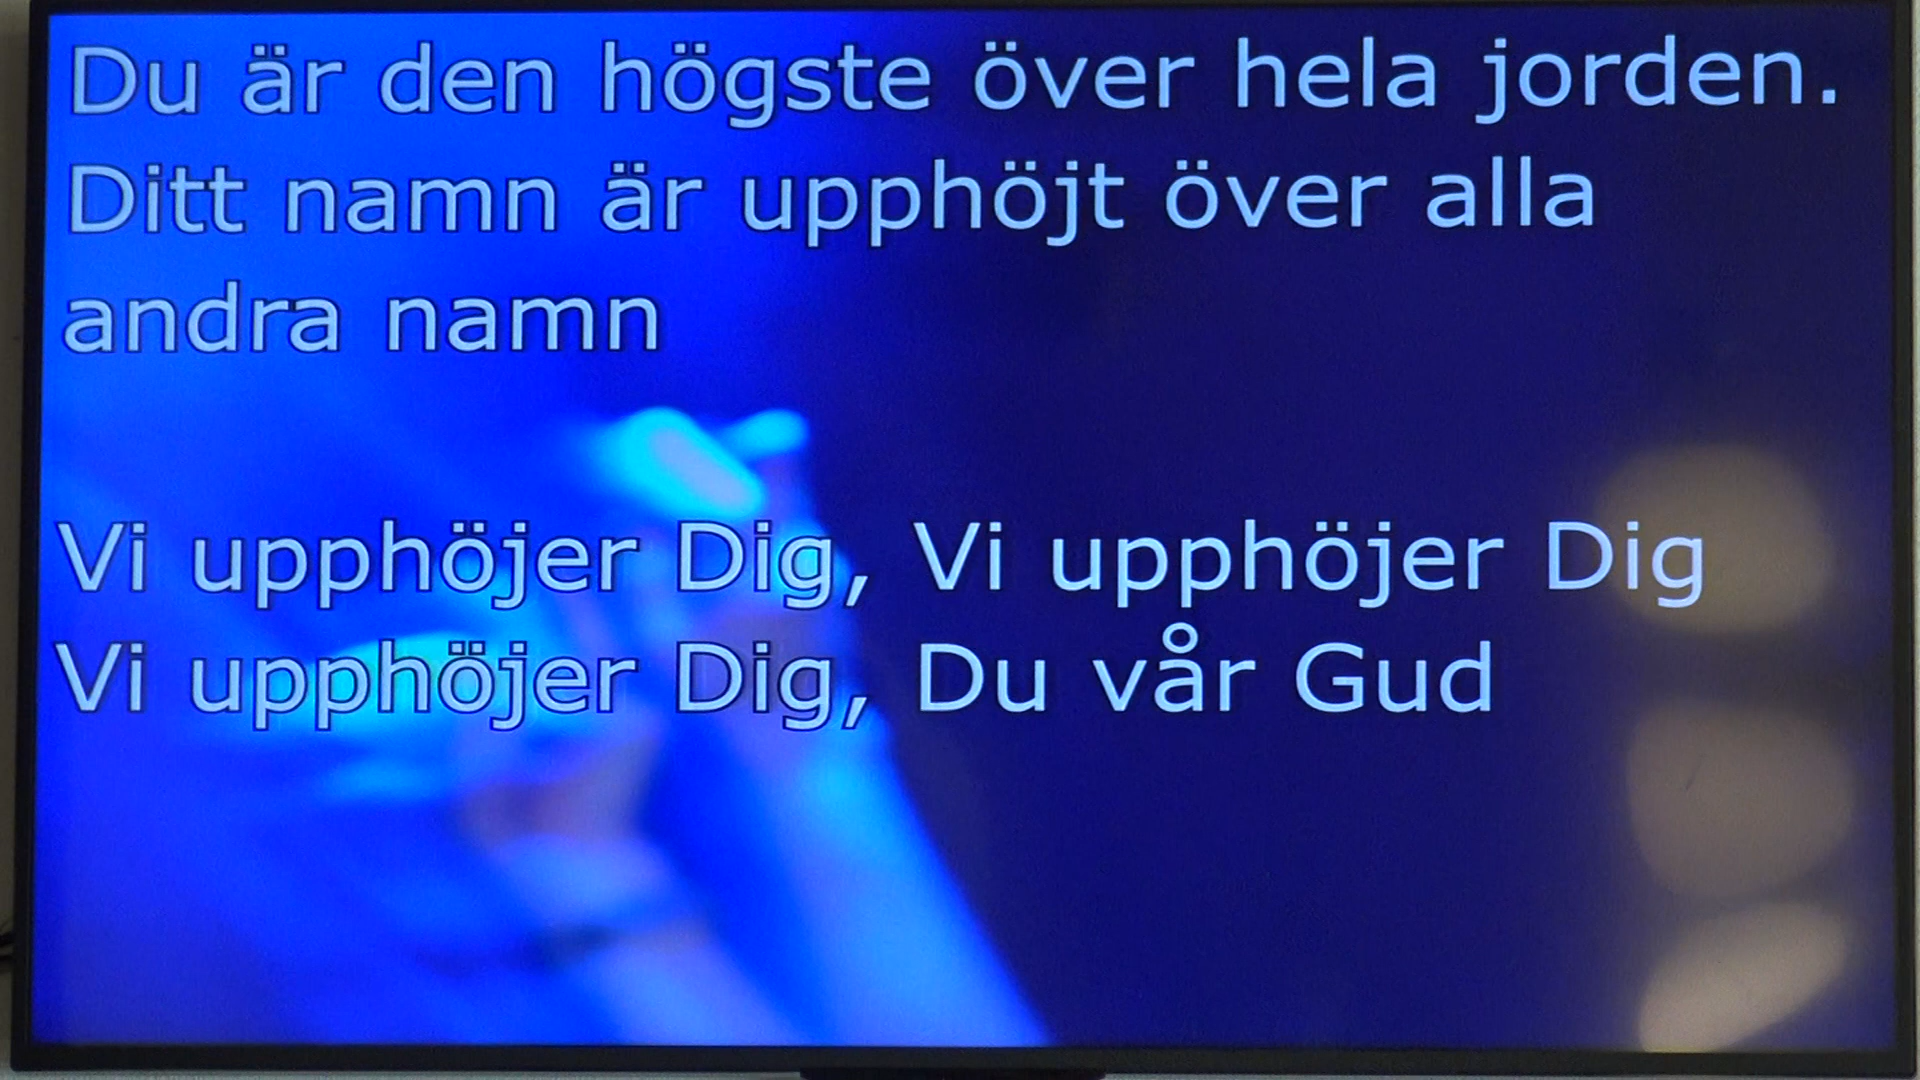 Du är den högste över hela jorden.
Ditt namn är upphöjt över alla
andra namn
Vi upphöjer Dig, Vi upphöjer Dig
Vi upphöjer Dig, Du vår Gud